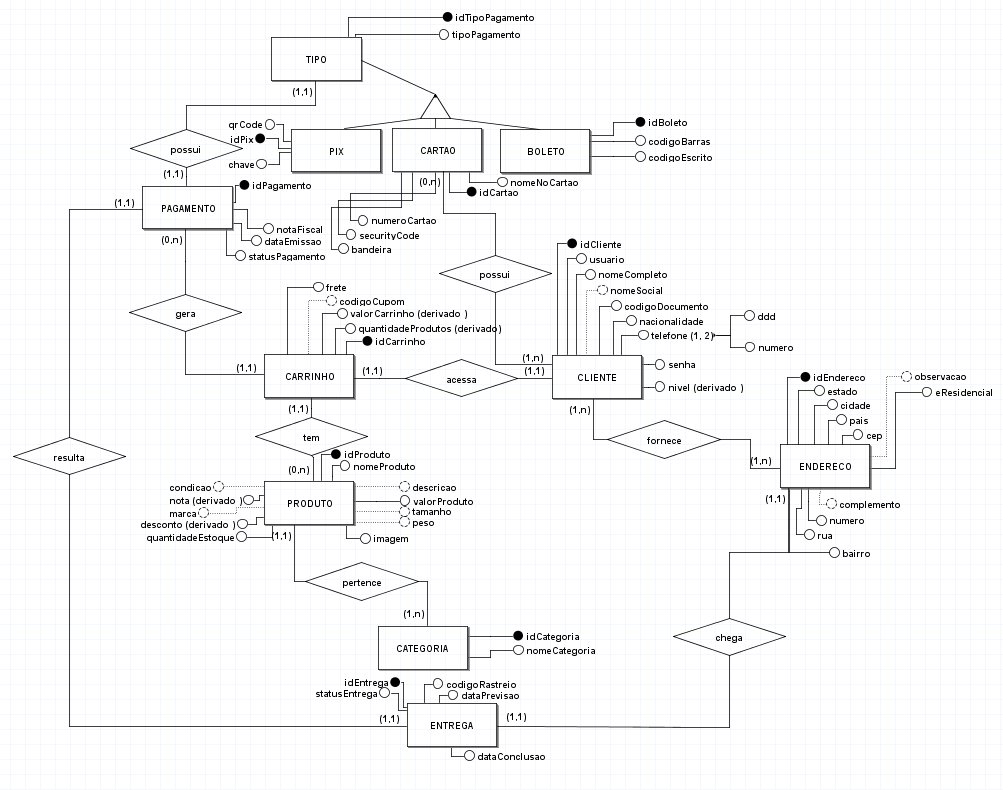 idTipoPagamento
tipoPagamento
TIPO
(1,1)
qrCode
idPix
chave
PIX
CARTAO
BOLETO
idBoleto
codigoBarras
codigoEscrito
possui
(1,1)
(0,n)
nomeNoCartao
idCartao
idPagamento
(1,1)
PAGAMENTO
numeroCartao
securityCode
bandeira
notaFiscal
dataEmissao
statusPagamento
(0,n)
idCliente
usuario
nomeCompleto
nomeSocial
codigoDocumento
nacionalidade
telefone (1, 2)
ddd
numero
possui
gera
frete
codigoCupom
valorCarrinho (derivado )
quantidadeProdutos (derivado)
idCarrinho
(1,1)
CARRINHO
(1,1)
acessa
(1,n)
(1,1)
CLIENTE
senha
nivel (derivado )
(1,n)
(1,1)
idEndereco
estado
cidade
pais
cep
observacao
eResidencial
tem
fornece
(1,n)
ENDERECO
resulta
(0,n)
idProduto
nomeProduto
condicao
nota (derivado )
marca
desconto (derivado )
quantidadeEstoque
PRODUTO
descricao
valorProduto
tamanho
peso
imagem
(1,1)
(1,1)
complemento
numero
rua
bairro
pertence
(1,n)
CATEGORIA
idCategoria
nomeCategoria
chega
idEntrega
statusEntrega
codigoRastreio
dataPrevisao
(1,1)
ENTREGA
(1,1)
dataConclusao